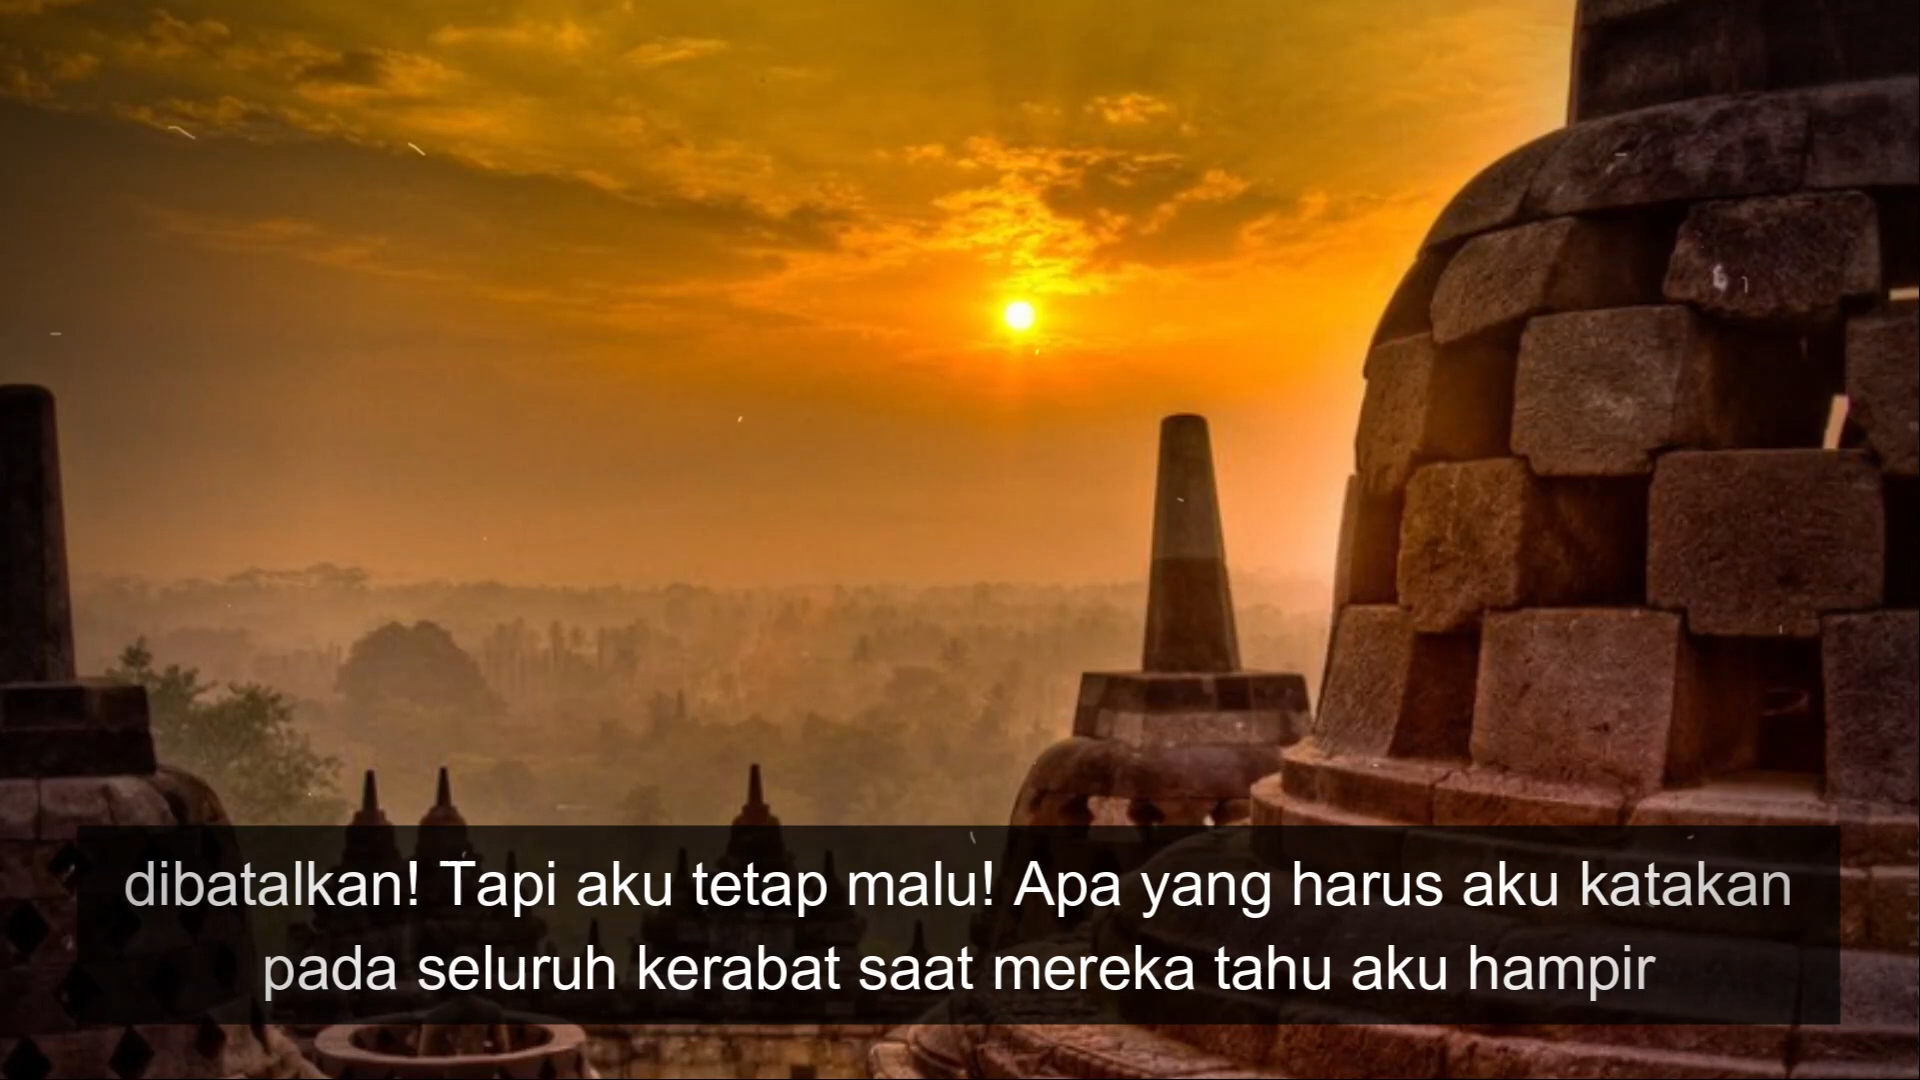 dibatalkan! Tapi aku tetap malu! Apa yang harus aku katakan
pada seluruh kerabat saat mereka tahu aku hampir